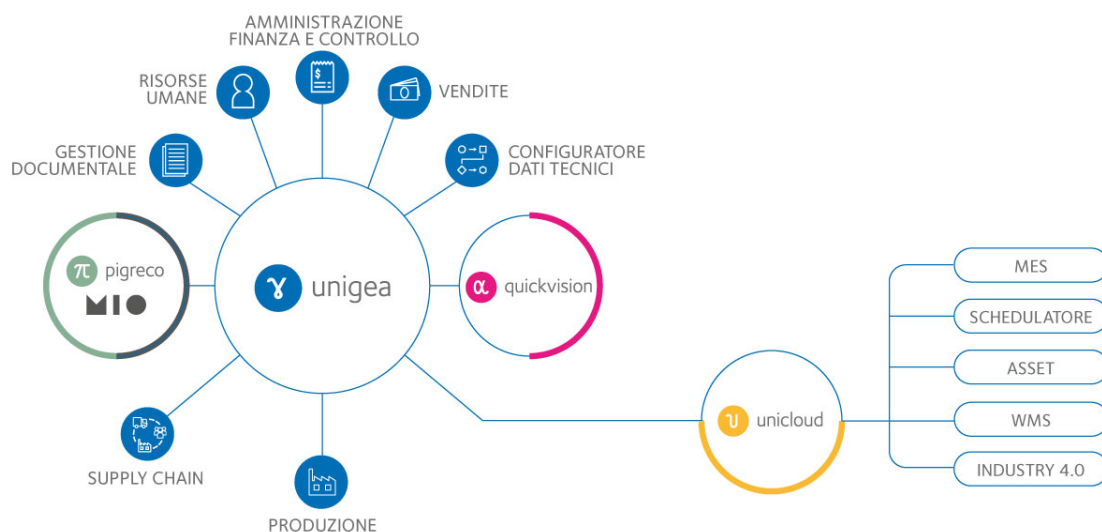 AMMINISTRAZIONE
FINANZA E CONTROLLO
RISORSE
UMANE
VENDITE
GESTIONE
DOCUMENTALE
CONFIGURATORE
DATI TECNICI
π pigreco
MIO
γ unigea
α quickvision
MES
SCHEDULATORE
ASSET
unicloud
WMS
INDUSTRY 4.0
SUPPLY CHAIN
PRODUZIONE